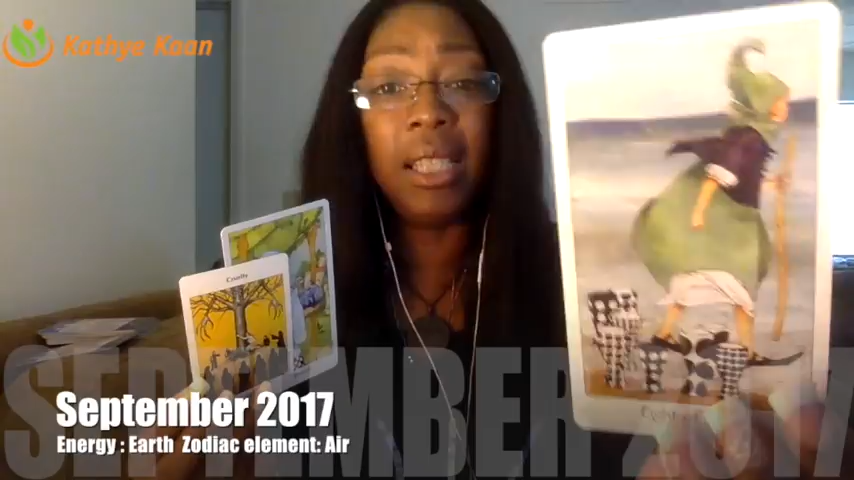 Kathye Kaan
Cruelty
SEPTEMBER 2017
September 2017
Energy : Earth Zodiac element: Air